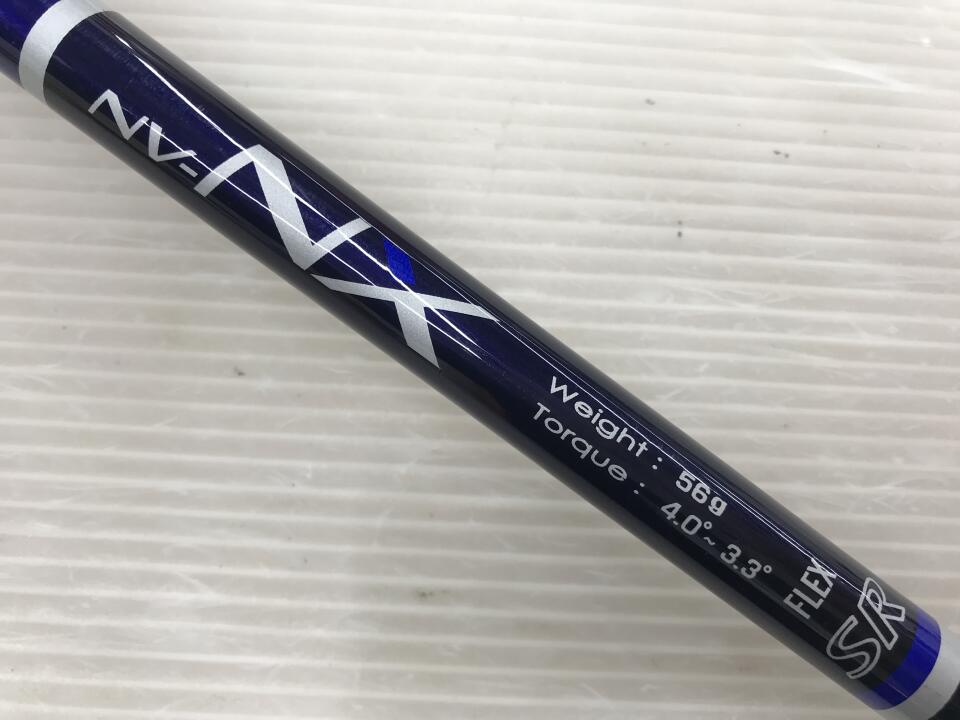 NV-NX
Weight : 56g
Torque : 4.0°~ 3.3°
FLEX
SR